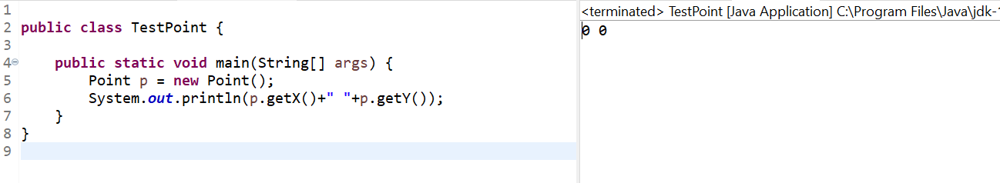 1
2 public class TestPoint {
3
4 public static void main(String[] args) {
5 Point p = new Point();
6 System.out.println(p.getX()+" "+p.getY());
7 }
8 }
9
<terminated> TestPoint [Java Application] C:\Program Files\Java\jdk-
0 0